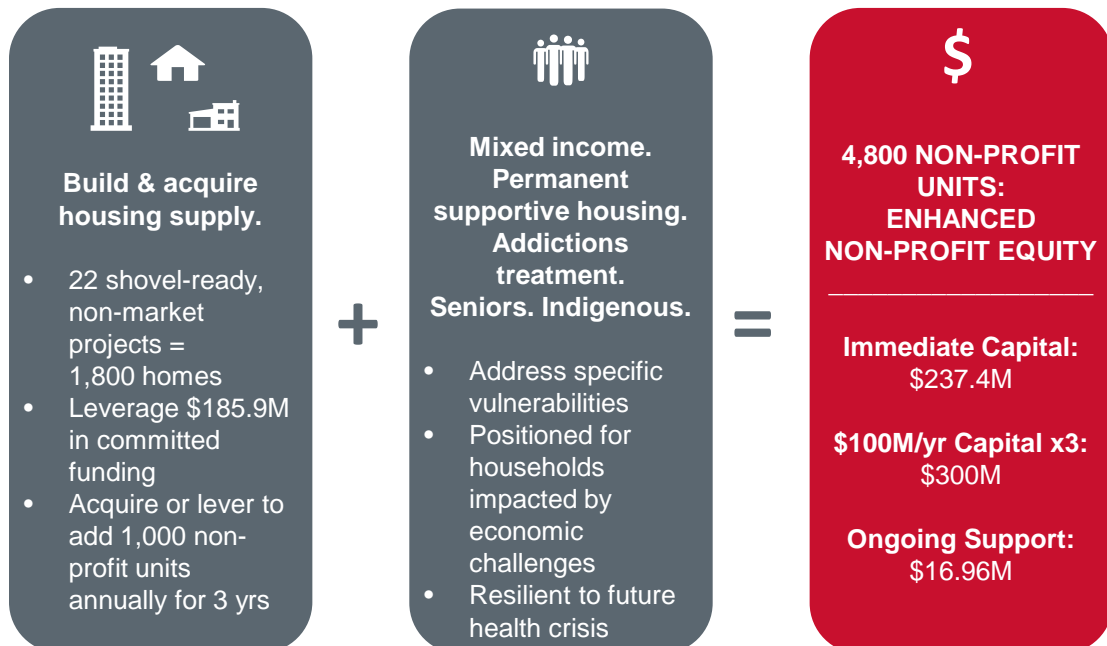 Build & acquire
housing supply.
• 22 shovel-ready,
non-market
projects =
1,800 homes
• Leverage $185.9M
in committed
funding
• Acquire or lever to
add 1,000 non-
profit units
annually for 3 yrs
+
Mixed income.
Permanent
supportive housing.
Addictions
treatment.
Seniors. Indigenous.
• Address specific
vulnerabilities
• Positioned for
households
impacted by
economic
challenges
• Resilient to future
health crisis
=
$
4,800 NON-PROFIT
UNITS:
ENHANCED
NON-PROFIT EQUITY
Immediate Capital:
$237.4M
$100M/yr Capital x3:
$300M
Ongoing Support:
$16.96M